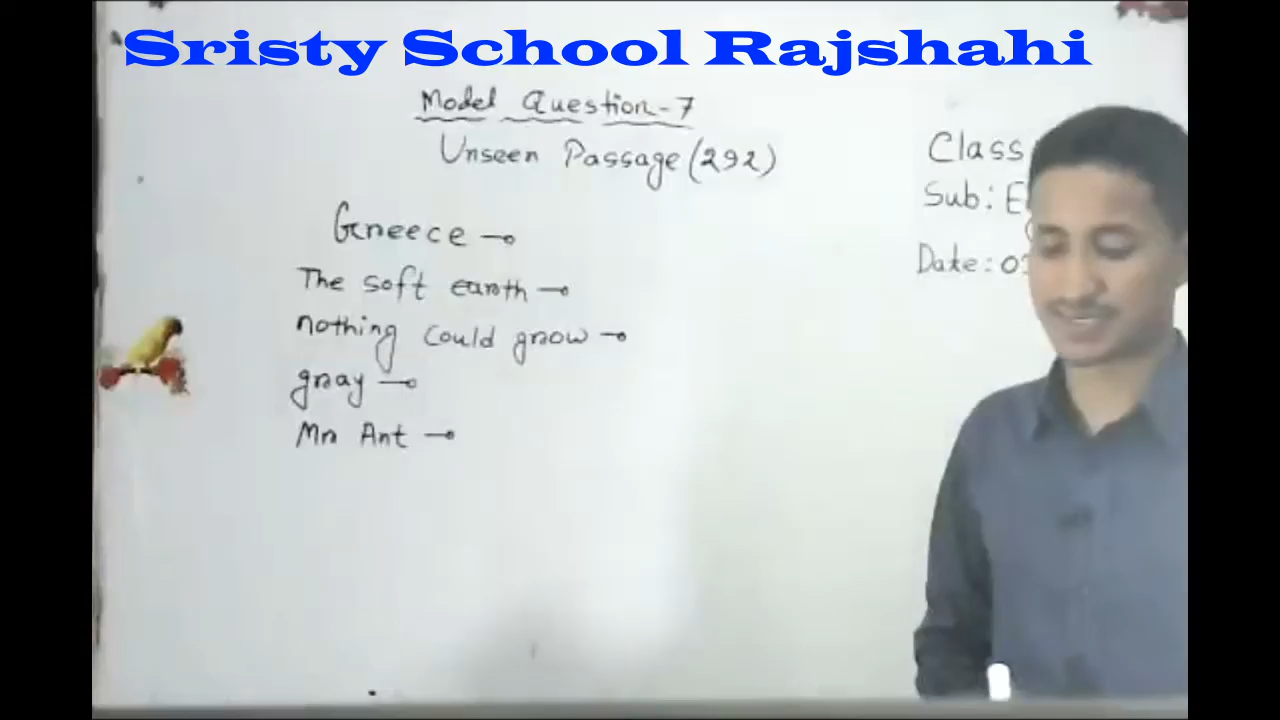 Sristy School Rajshahi
Model Question-7
Unseen Passage (292)
Greece →
The soft earth →
nothing could grow →
gray →
Mr Ant →
Class
Sub: E
Date: 0